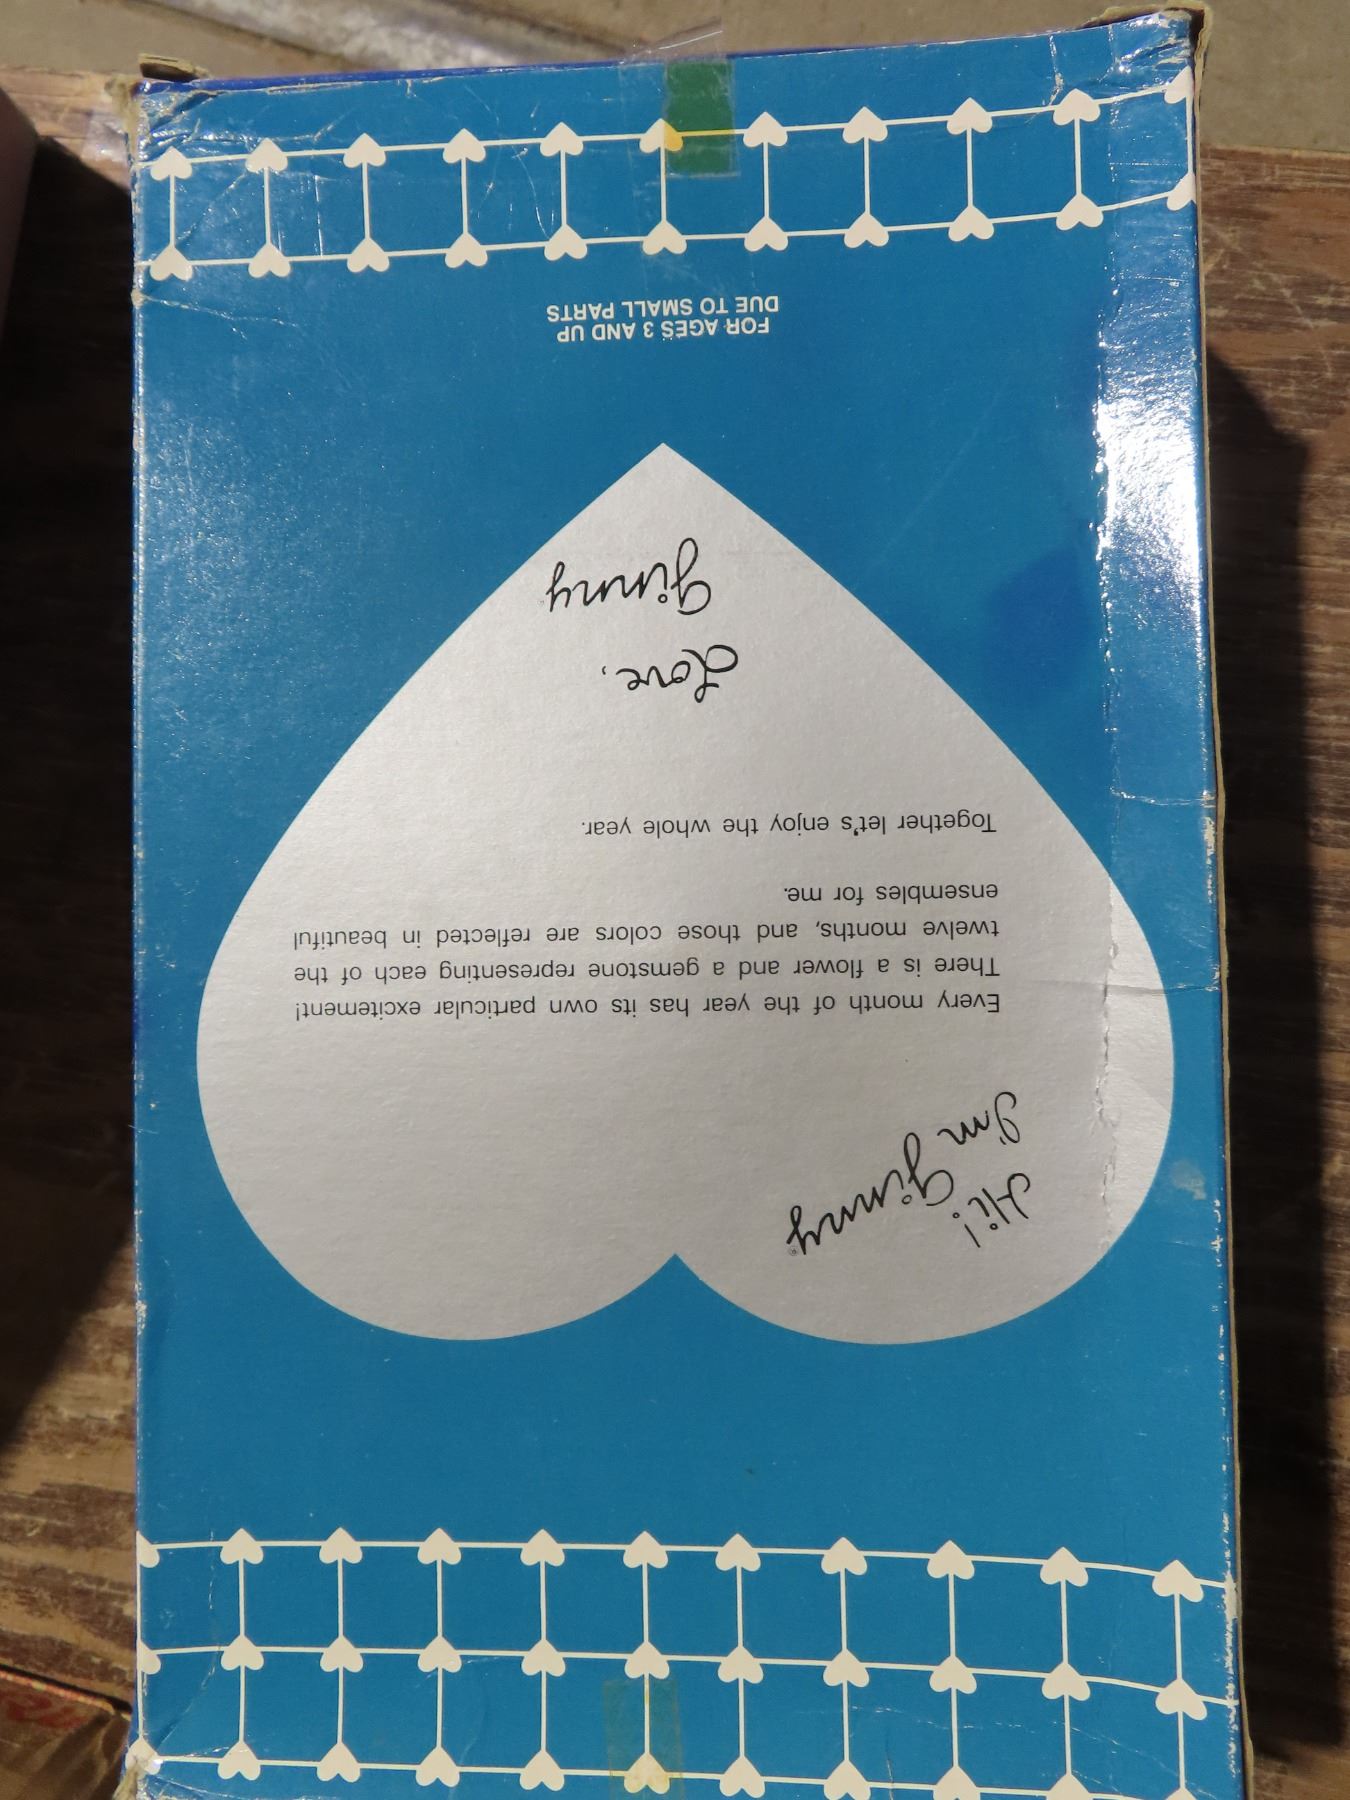 Hi!
I'm Ginny®
Every month of the year has its own particular excitement!
There is a flower and a gemstone representing each of the
twelve months, and those colors are reflected in beautiful
ensembles for me.
Together let's enjoy the whole year.
Love,
Ginny
FOR AGES 3 AND UP
DUE TO SMALL PARTS